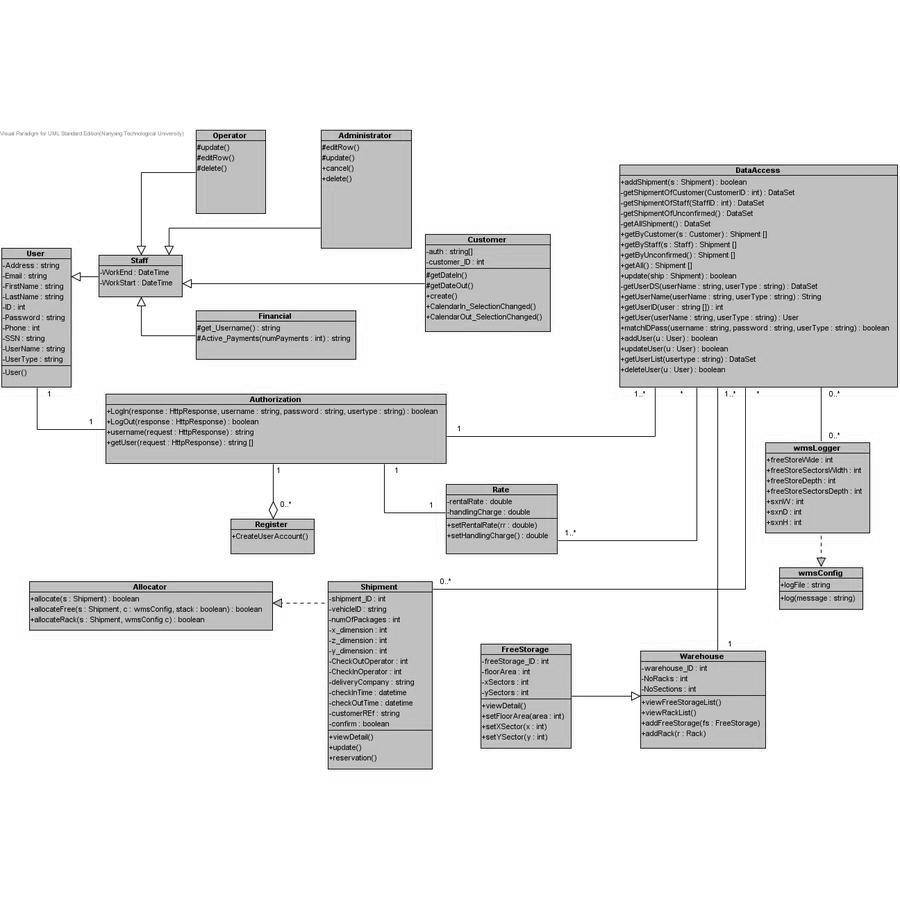 Visual Paradigm for UML Standard Edition(Nanyang Technological University)
Operator
#update()
#editRow()
#delete()
Administrator
#editRow()
#update()
+cancel()
+delete()
DataAccess
+addShipment(s : Shipment) : boolean
-getShipmentOfCustomer(CustomerID : int) : DataSet
-getShipmentOfStaff(StaffID : int) : DataSet
-getShipmentOfUnconfirmed() : DataSet
-getAllShipment() : DataSet
+getByCustomer(s : Customer) : Shipment []
+getByStaff(s : Staff) : Shipment []
+getByUnconfirmed() : Shipment []
+getAll() : Shipment []
+update(ship : Shipment) : boolean
-getUserDS(userName : string, userType : string) : DataSet
+getUserName(userName : string, userType : string) : String
+getUserID(user : string []) : int
+getUser(userName : string, userType : string) : User
+matchIDPass(username : string, password : string, userType : string) : boolean
+addUser(u : User) : boolean
+updateUser(u : User) : boolean
+getUserList(usertype : string) : DataSet
+deleteUser(u : User) : boolean
User
-Address : string
-Email : string
-FirstName : string
-LastName : string
-ID : int
-Password : string
-Phone : int
-SSN : string
-UserName : string
-UserType : string
-User()
Staff
-WorkEnd : DateTime
-WorkStart : DateTime
Customer
-auth : string[]
-customer_ID : int
#getDateIn()
#getDateOut()
+create()
+CalendarIn_SelectionChanged()
+CalendarOut_SelectionChanged()
Financial
#get_Username() : string
#Active_Payments(numPayments : int) : string
1
1
Authorization
+LogIn(response : HttpResponse, username : string, password : string, usertype : string) : boolean
+LogOut(response : HttpResponse) : boolean
+username(request : HttpResponse) : string
+getUser(request : HttpResponse) : string []
1
1..*
*
1..*
*
0..*
0..*
1
0..*
1
1
Register
+CreateUserAccount()
Rate
-rentalRate : double
-handlingCharge : double
+setRentalRate(rr : double)
+setHandlingCharge() : double
1..*
wmsLogger
+freeStoreWide : int
+freeStoreSectorsWidth : int
+freeStoreDepth : int
+freeStoreSectorsDepth : int
+sxnW : int
+sxnD : int
+sxnH : int
wmsConfig
+logFile : string
+log(message : string)
Allocator
+allocate(s : Shipment) : boolean
+allocateFree(s : Shipment, c : wmsConfig, stack : boolean) : boolean
+allocateRack(s : Shipment, wmsConfig c) : boolean
Shipment
-shipment_ID : int
-vehicleID : string
-numOfPackages : int
-x_dimension : int
-z_dimension : int
-y_dimension : int
-CheckOutOperator : int
-CheckInOperator : int
-deliveryCompany : string
-checkInTime : datetime
-checkOutTime : datetime
-customerREf : string
-confirm : boolean
+viewDetail()
+update()
+reservation()
0..*
FreeStorage
-freeStorage_ID : int
-floorArea : int
-xSectors : int
-ySectors : int
+viewDetail()
+setFloorArea(area : int)
+setXSector(x : int)
+setYSector(y : int)
1
Warehouse
-warehouse_ID : int
-NoRacks : int
-NoSections : int
+viewFreeStorageList()
+viewRackList()
+addFreeStorage(fs : FreeStorage)
+addRack(r : Rack)